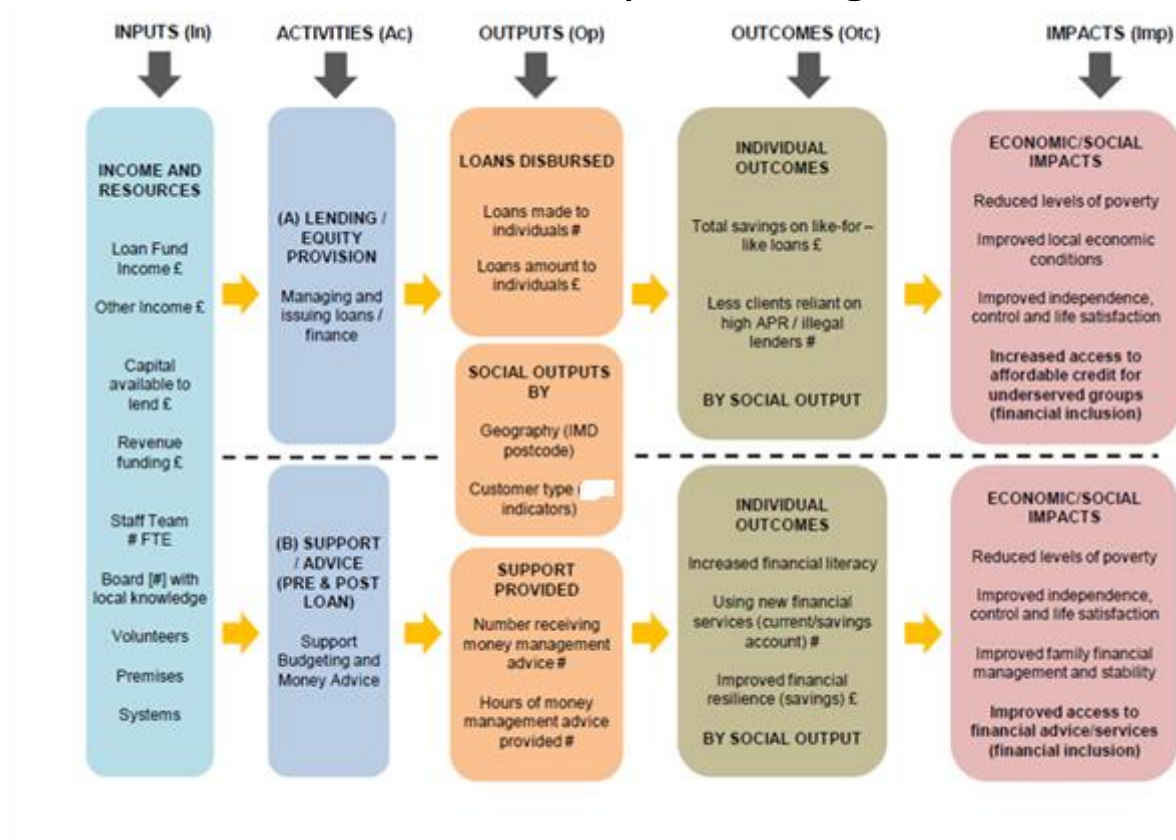 INPUTS (In)
ACTIVITIES (Ac)
OUTPUTS (Op)
OUTCOMES (Otc)
IMPACTS (Imp)
INCOME AND
RESOURCES
Loan Fund
Income £
Other Income £
Capital
available to
lend £
Revenue
funding £
Staff Team
# FTE
Board [#] with
local knowledge
Volunteers
Premises
Systems
(A) LENDING /
EQUITY
PROVISION
Managing and
issuing loans /
finance
(B) SUPPORT
/ ADVICE
(PRE & POST
LOAN)
Support
Budgeting and
Money Advice
LOANS DISBURSED
Loans made to
individuals #
Loans amount to
individuals £
SOCIAL OUTPUTS
BY
Geography (IMD
postcode)
Customer type (
indicators)
SUPPORT
PROVIDED
Number receiving
money management
advice #
Hours of money
management advice
provided #
INDIVIDUAL
OUTCOMES
Total savings on like-for –
like loans £
Less clients reliant on
high APR / illegal
lenders #
BY SOCIAL OUTPUT
INDIVIDUAL
OUTCOMES
Increased financial literacy
Using new financial
services (current/savings
account) #
Improved financial
resilience (savings) £
BY SOCIAL OUTPUT
ECONOMIC/SOCIAL
IMPACTS
Reduced levels of poverty
Improved local economic
conditions
Improved independence,
control and life satisfaction
Increased access to
affordable credit for
underserved groups
(financial inclusion)
ECONOMIC/SOCIAL
IMPACTS
Reduced levels of poverty
Improved independence,
control and life satisfaction
Improved family financial
management and stability
Improved access to
financial advice/services
(financial inclusion)